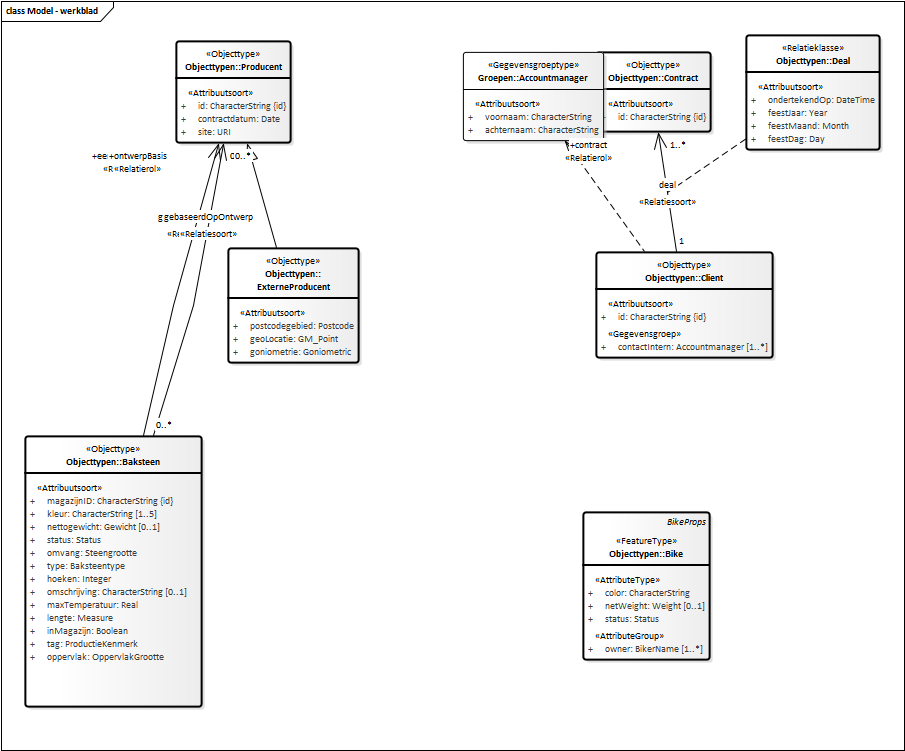 class Model - werkblad
«Objecttype»
Objecttypen::Producent
«Attribuutsoort»
+ id: CharacterString {id}
+ contractdatum: Date
+ site: URI
«Gegevensgroeptype»
Groepen::Accountmanager
«Attribuutsoort»
+ voornaam: CharacterString
+ achternaam: CharacterString
«Objecttype»
Objecttypen::Contract
«Attribuutsoort»
id: CharacterString {id}
«Relatieklasse»
Objecttypen::Deal
«Attribuutsoort»
+ ondertekendOp: DateTime
+ feestJaar: Year
+ feestMaand: Month
+ feestDag: Day
+ontwerpBasis
«Relatierol»
0..*
+contract
«Relatierol»
1..*
deal
«Relatiesoort»
1
gebaseerdOpOntwerp
«Relatiesoort»
0..*
«Objecttype»
Objecttypen::
ExterneProducent
«Attribuutsoort»
+ postcodegebied: Postcode
+ geoLocatie: GM_Point
+ goniometrie: Goniometric
«Objecttype»
Objecttypen::Client
«Attribuutsoort»
+ id: CharacterString {id}
«Gegevensgroep»
+ contactIntern: Accountmanager [1..*]
«Objecttype»
Objecttypen::Baksteen
«Attribuutsoort»
+ magazijnID: CharacterString {id}
+ kleur: CharacterString [1..5]
+ nettogewicht: Gewicht [0..1]
+ status: Status
+ omvang: Steengrootte
+ type: Baksteentype
+ hoeken: Integer
+ omschrijving: CharacterString [0..1]
+ maxTemperatuur: Real
+ lengte: Measure
+ inMagazijn: Boolean
+ tag: ProductieKenmerk
+ oppervlak: OppervlakGrootte
BikeProps
«FeatureType»
Objecttypen::Bike
«AttributeType»
+ color: CharacterString
+ netWeight: Weight [0..1]
+ status: Status
«AttributeGroup»
+ owner: BikerName [1..*]